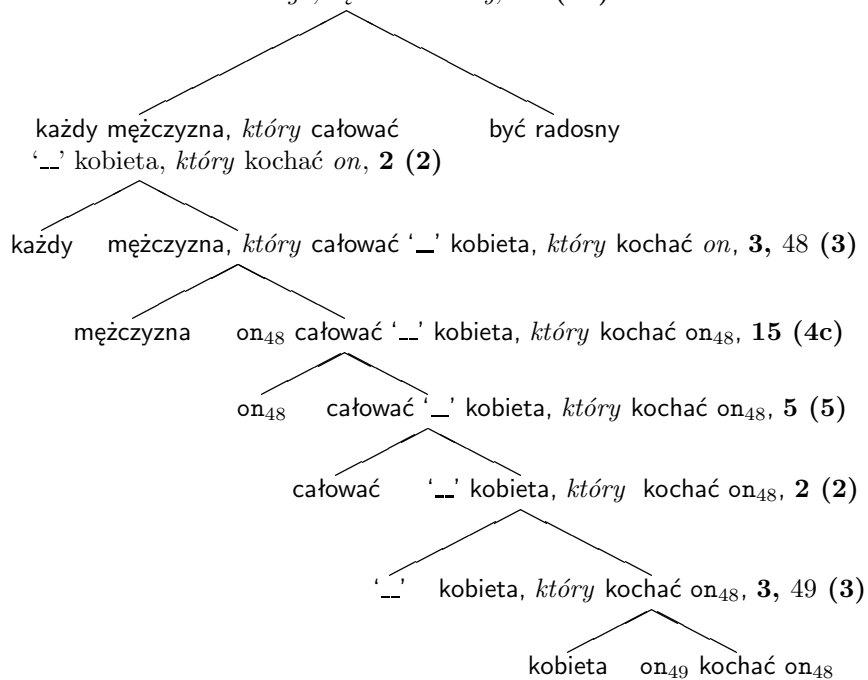 każdy mężczyzna, który całować
być radosny
‘__’ kobieta, który kochać on, 2 (2)
każdy mężczyzna, który całować ‘__’ kobieta, który kochać on, 3, 48 (3)
mężczyzna on₄₈ całować ‘__’ kobieta, który kochać on₄₈, 15 (4c)
on₄₈ całować ‘__’ kobieta, który kochać on₄₈, 5 (5)
całować ‘__’ kobieta, który kochać on₄₈, 2 (2)
‘__’ kobieta, który kochać on₄₈, 3, 49 (3)
kobieta on₄₉ kochać on₄₈